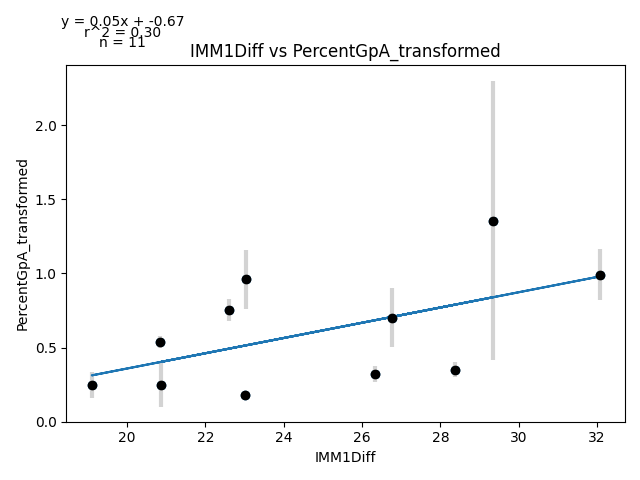 y = 0.05x + -0.67
r^2 = 0.30
n = 11
IMM1Diff vs PercentGpA_transformed
PercentGpA_transformed
2.0
1.5
1.0
0.5
0.0
20 22 24 26 28 30 32
IMM1Diff